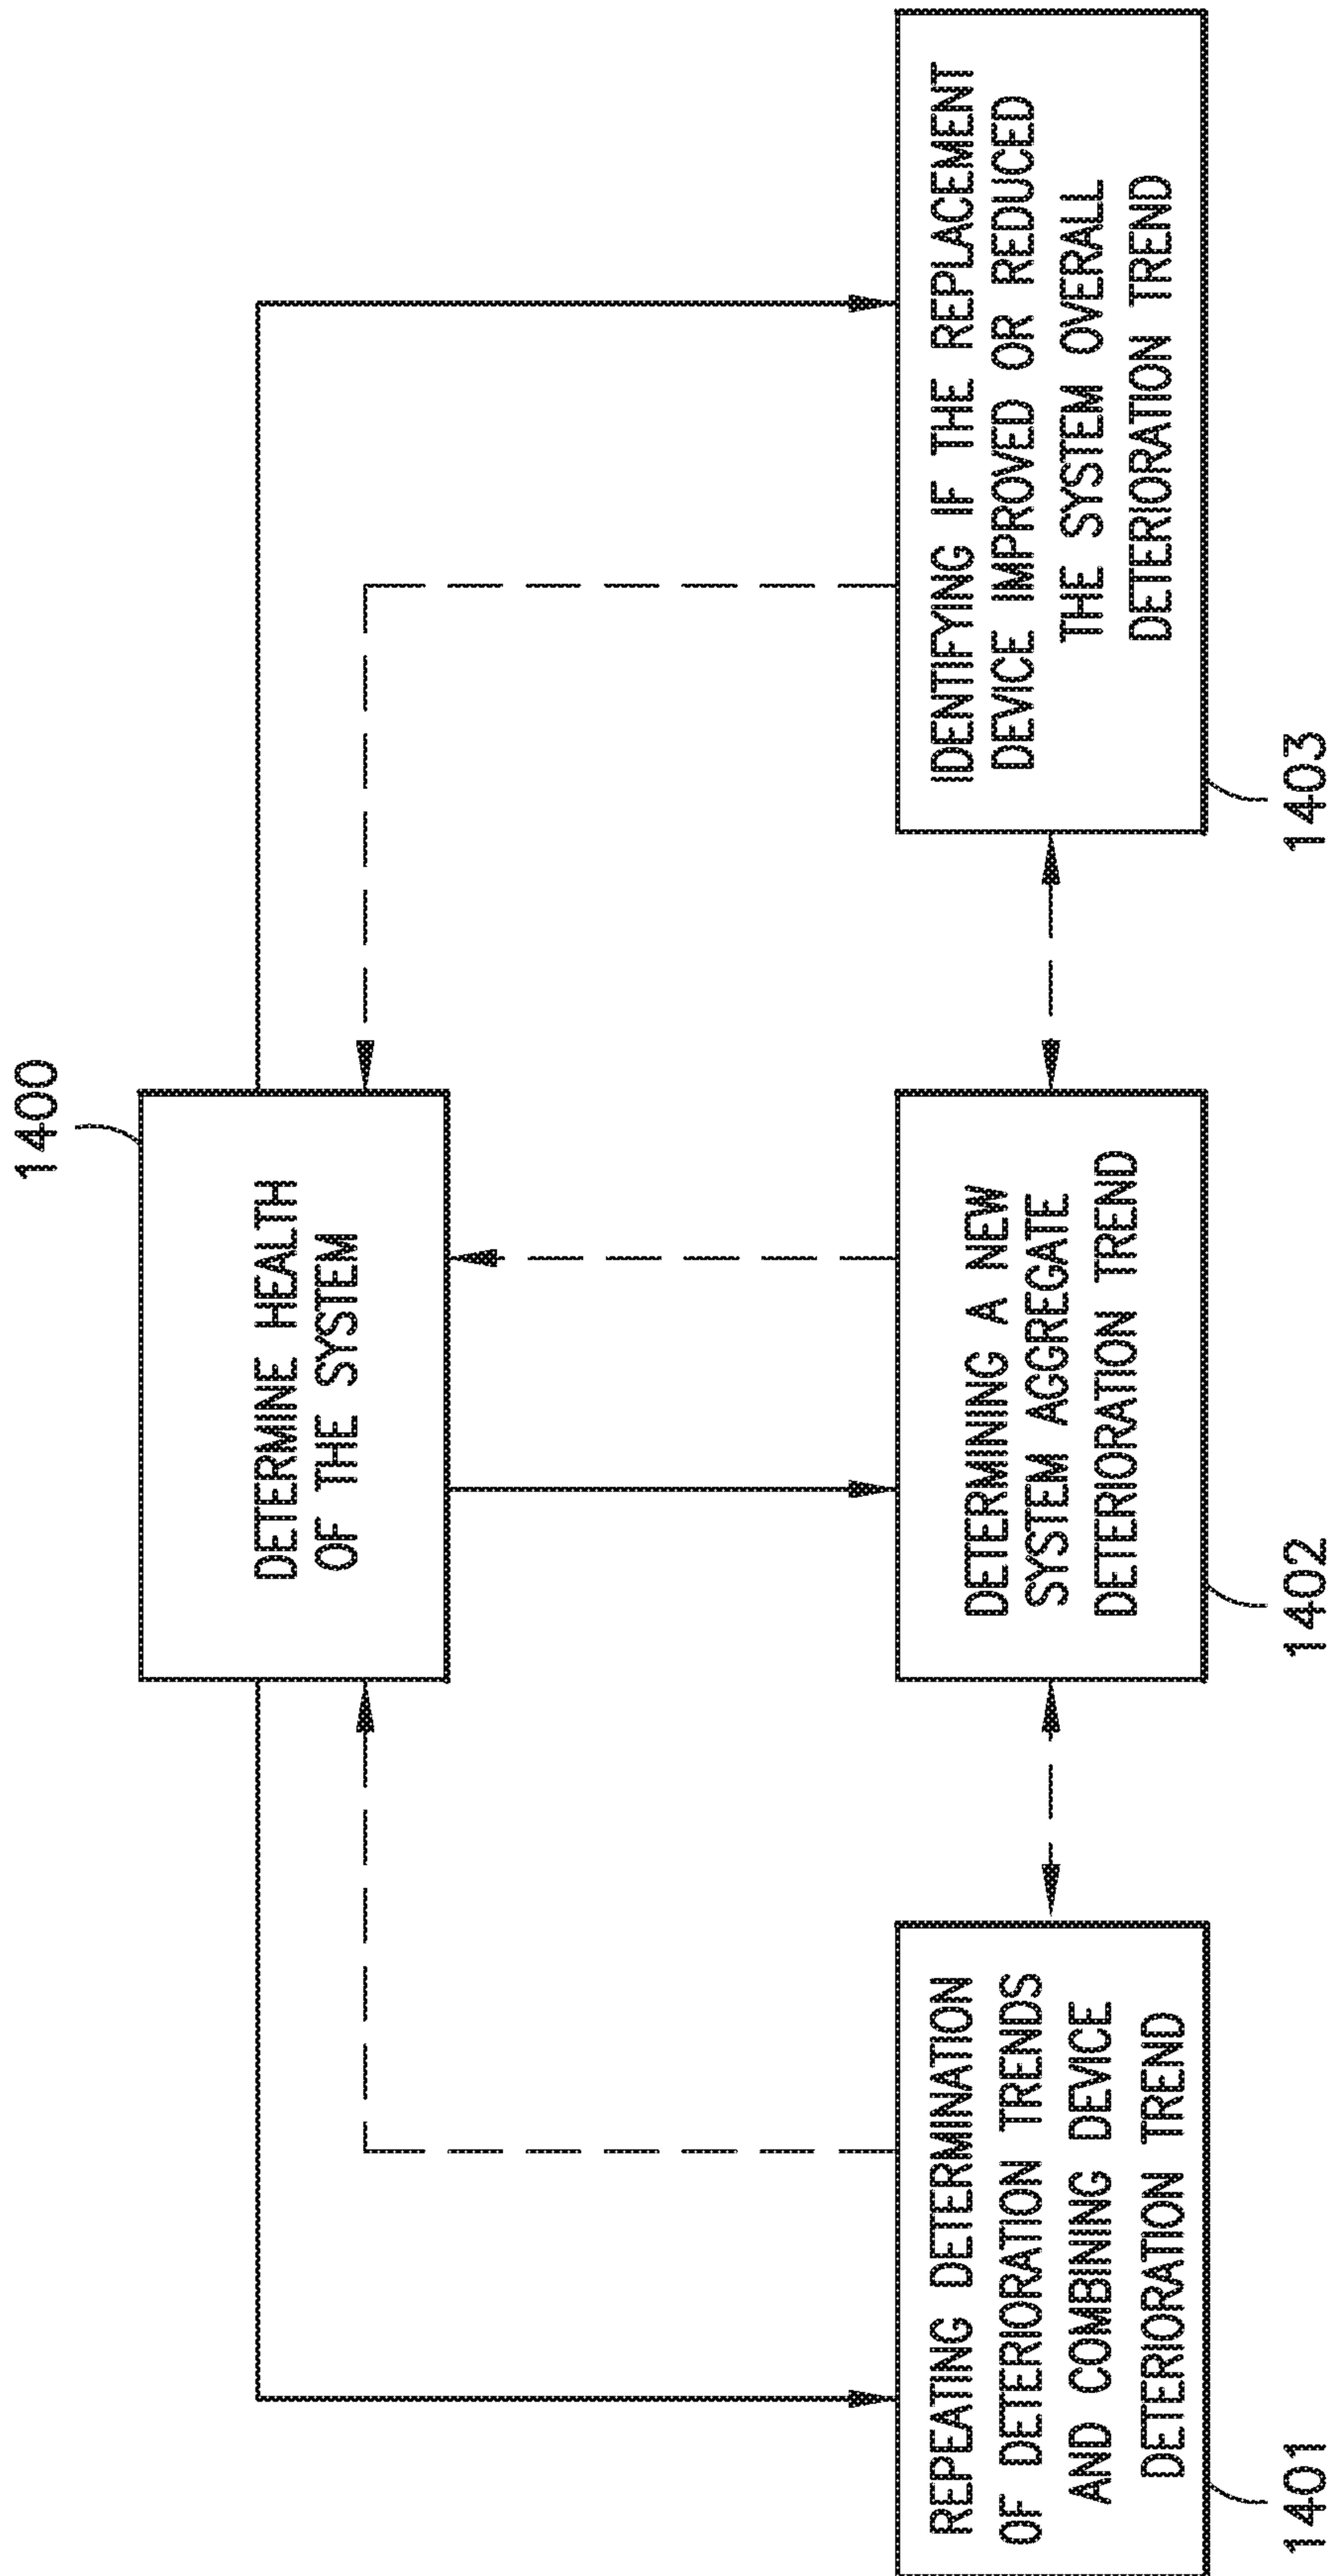 1400
DETERMINE HEALTH
OF THE SYSTEM
REPEATING DETERMINATION
OF DETERIORATION TRENDS
AND COMBINING DEVICE
DETERIORATION TREND
1401
DETERMINING A NEW
SYSTEM AGGREGATE
DETERIORATION TREND
1402
IDENTIFYING IF THE REPLACEMENT
DEVICE IMPROVED OR REDUCED
THE SYSTEM OVERALL
DETERIORATION TREND
1403